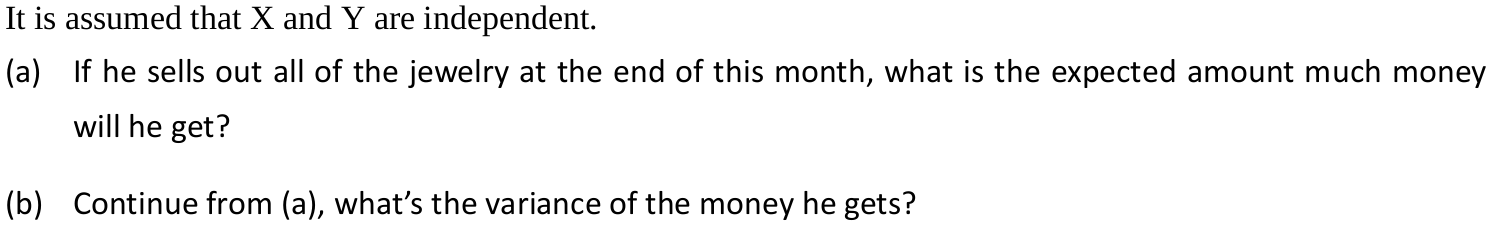 It is assumed that X and Y are independent.
(a) If he sells out all of the jewelry at the end of this month, what is the expected amount much money
will he get?
(b) Continue from (a), what’s the variance of the money he gets?